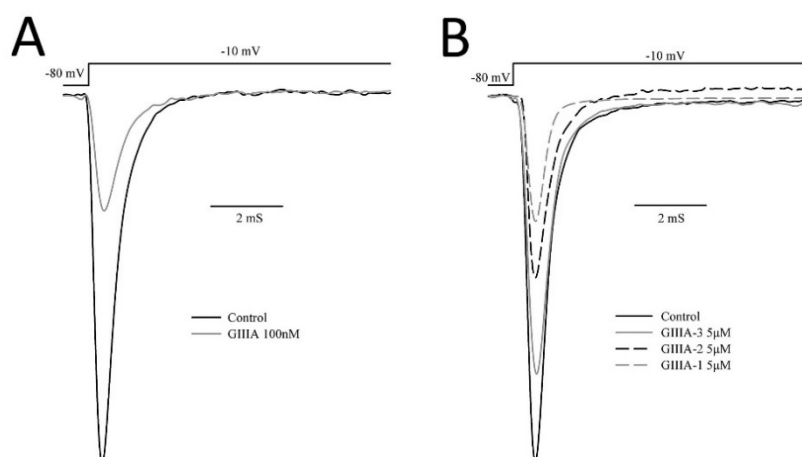 A
-10 mV
-80 mV
2 mS
Control
GIIIA 100nM
B
-10 mV
-80 mV
2 mS
Control
GIIIA-3 5μM
GIIIA-2 5μM
GIIIA-1 5μM